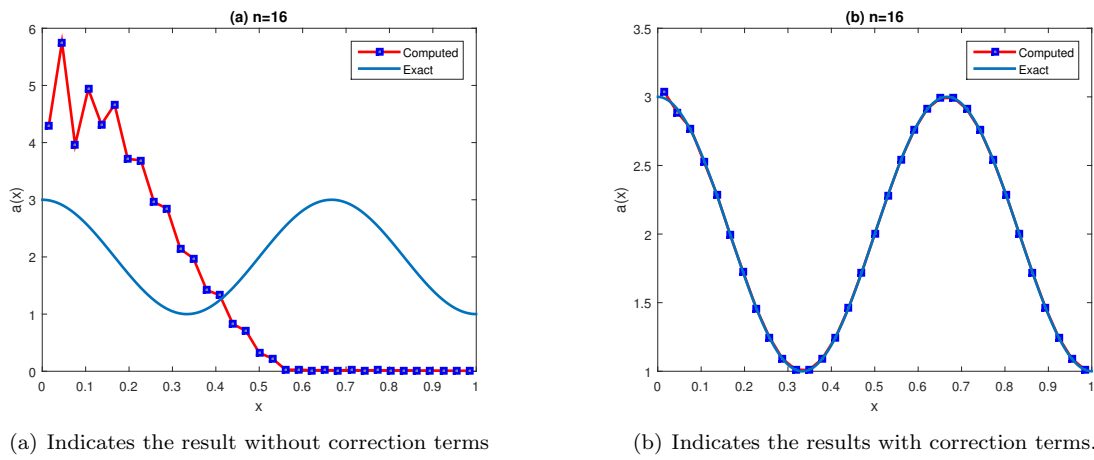 (a) n=16
6
5
4
3
2
1
0
a(x)
0 0.1 0.2 0.3 0.4 0.5 0.6 0.7 0.8 0.9 1
x
Computed
Exact
(a) Indicates the result without correction terms
(b) n=16
3.5
3
2.5
2
1.5
1
a(x)
0 0.1 0.2 0.3 0.4 0.5 0.6 0.7 0.8 0.9 1
x
Computed
Exact
(b) Indicates the results with correction terms.